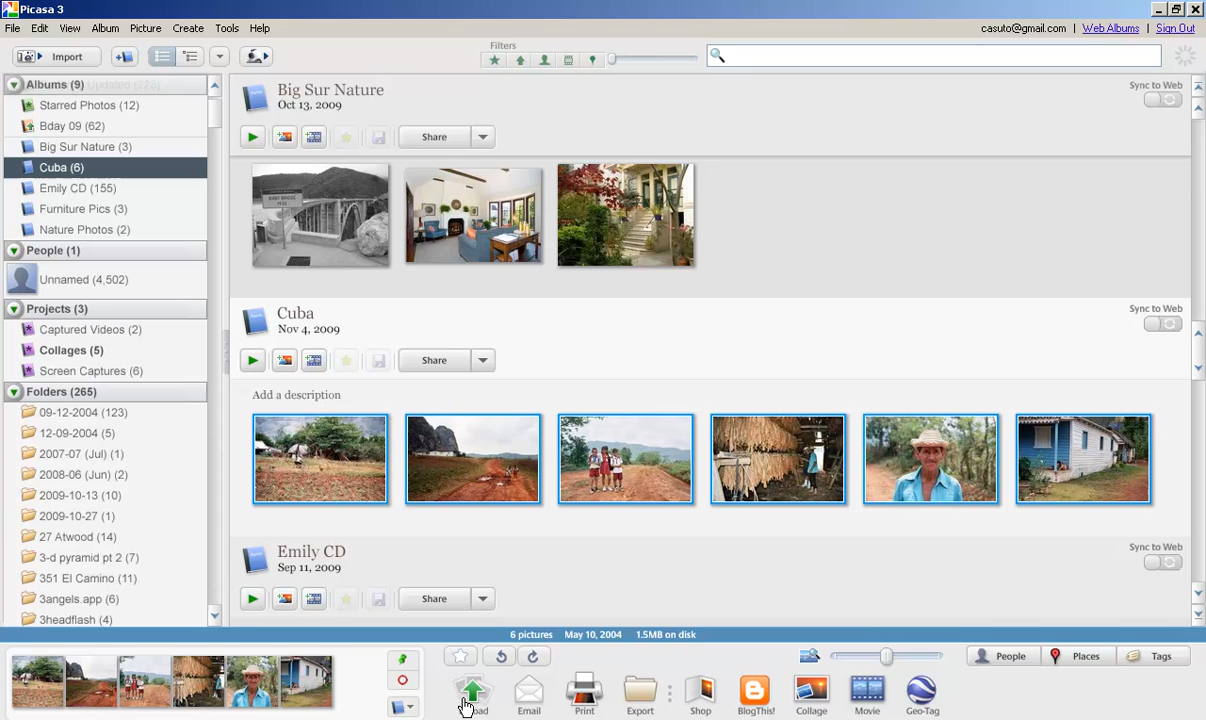 Picasa 3
File Edit View Album Picture Create Tools Help
casuto@gmail.com | Web Albums | Sign Out
Import
Filters
Albums (9)
Starred Photos (12)
Bday 09 (62)
Big Sur Nature (3)
Cuba (6)
Emily CD (155)
Furniture Pics (3)
Nature Photos (2)
People (1)
Unnamed (4,502)
Projects (3)
Captured Videos (2)
Collages (5)
Screen Captures (6)
Folders (265)
09-12-2004 (123)
12-09-2004 (5)
2007-07 (Jul) (1)
2008-06 (Jun) (2)
2009-10-13 (10)
2009-10-27 (1)
27 Atwood (14)
3-d pyramid pt 2 (7)
351 El Camino (11)
3angels.app (6)
3headflash (4)
Big Sur Nature
Oct 13, 2009
Sync to Web
Share
Cuba
Nov 4, 2009
Sync to Web
Share
Add a description
Emily CD
Sep 11, 2009
Sync to Web
Share
6 pictures May 10, 2004 1.5MB on disk
People Places Tags
Email Print Export Shop BlogThis! Collage Movie Geo-Tag